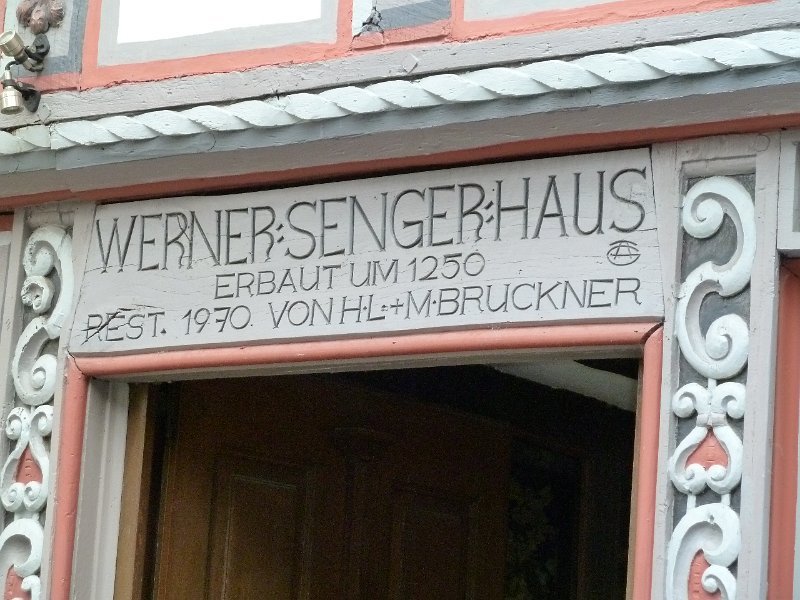 WERNER·SENGER·HAUS
ERBAUT UM 1250
REST. 1970. VON H·L·+M·BRUCKNER